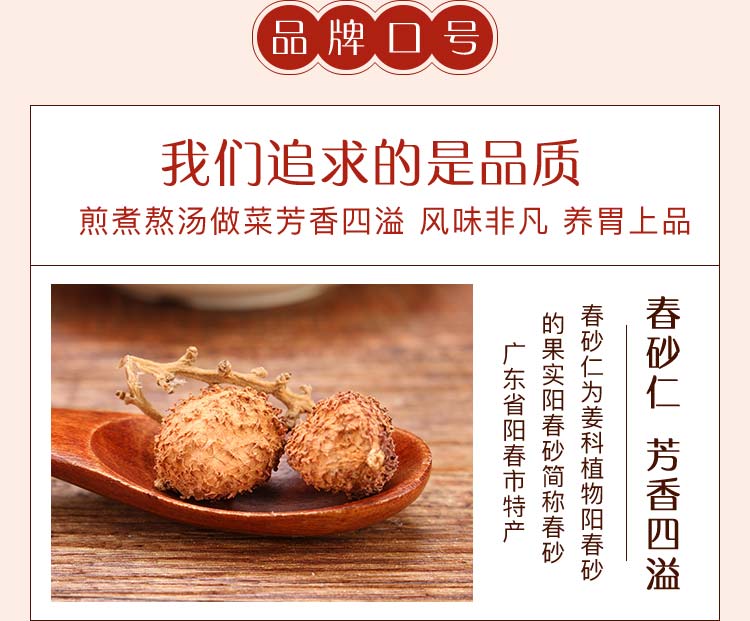 品牌口号
我们追求的是品质
煎煮熬汤做菜芳香四溢 风味非凡 养胃上品
春砂仁 芳香四溢
春砂仁为姜科植物阳春砂
的果实阳春砂简称春砂
广东省阳春市特产